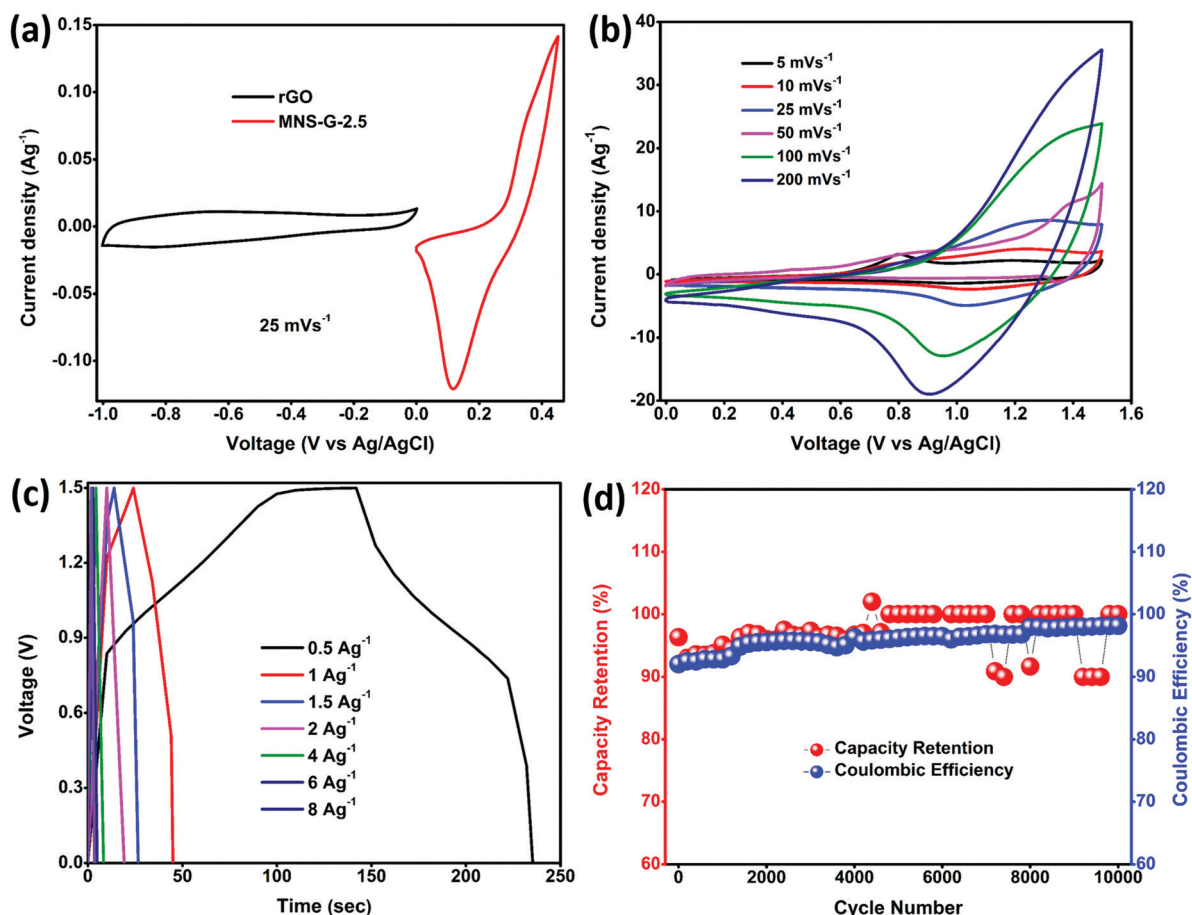 (a)
0.15
0.10
0.05
0.00
-0.05
-0.10
Current density (Ag⁻¹)
rGO
MNS-G-2.5
25 mVs⁻¹
-1.0 -0.8 -0.6 -0.4 -0.2 0.0 0.2 0.4
Voltage (V vs Ag/AgCl)
(b)
40
30
20
10
0
-10
-20
Current density (Ag⁻¹)
5 mVs⁻¹
10 mVs⁻¹
25 mVs⁻¹
50 mVs⁻¹
100 mVs⁻¹
200 mVs⁻¹
0.0 0.2 0.4 0.6 0.8 1.0 1.2 1.4 1.6
Voltage (V vs Ag/AgCl)
(c)
1.5
1.2
0.9
0.6
0.3
0.0
Voltage (V)
0.5 Ag⁻¹
1 Ag⁻¹
1.5 Ag⁻¹
2 Ag⁻¹
4 Ag⁻¹
6 Ag⁻¹
8 Ag⁻¹
0 50 100 150 200 250
Time (sec)
(d)
120
110
100
90
80
70
60
Capacity Retention (%)
Capacity Retention
Coulombic Efficiency
120
110
100
90
80
70
60
Coulombic Efficiency (%)
0 2000 4000 6000 8000 10000
Cycle Number